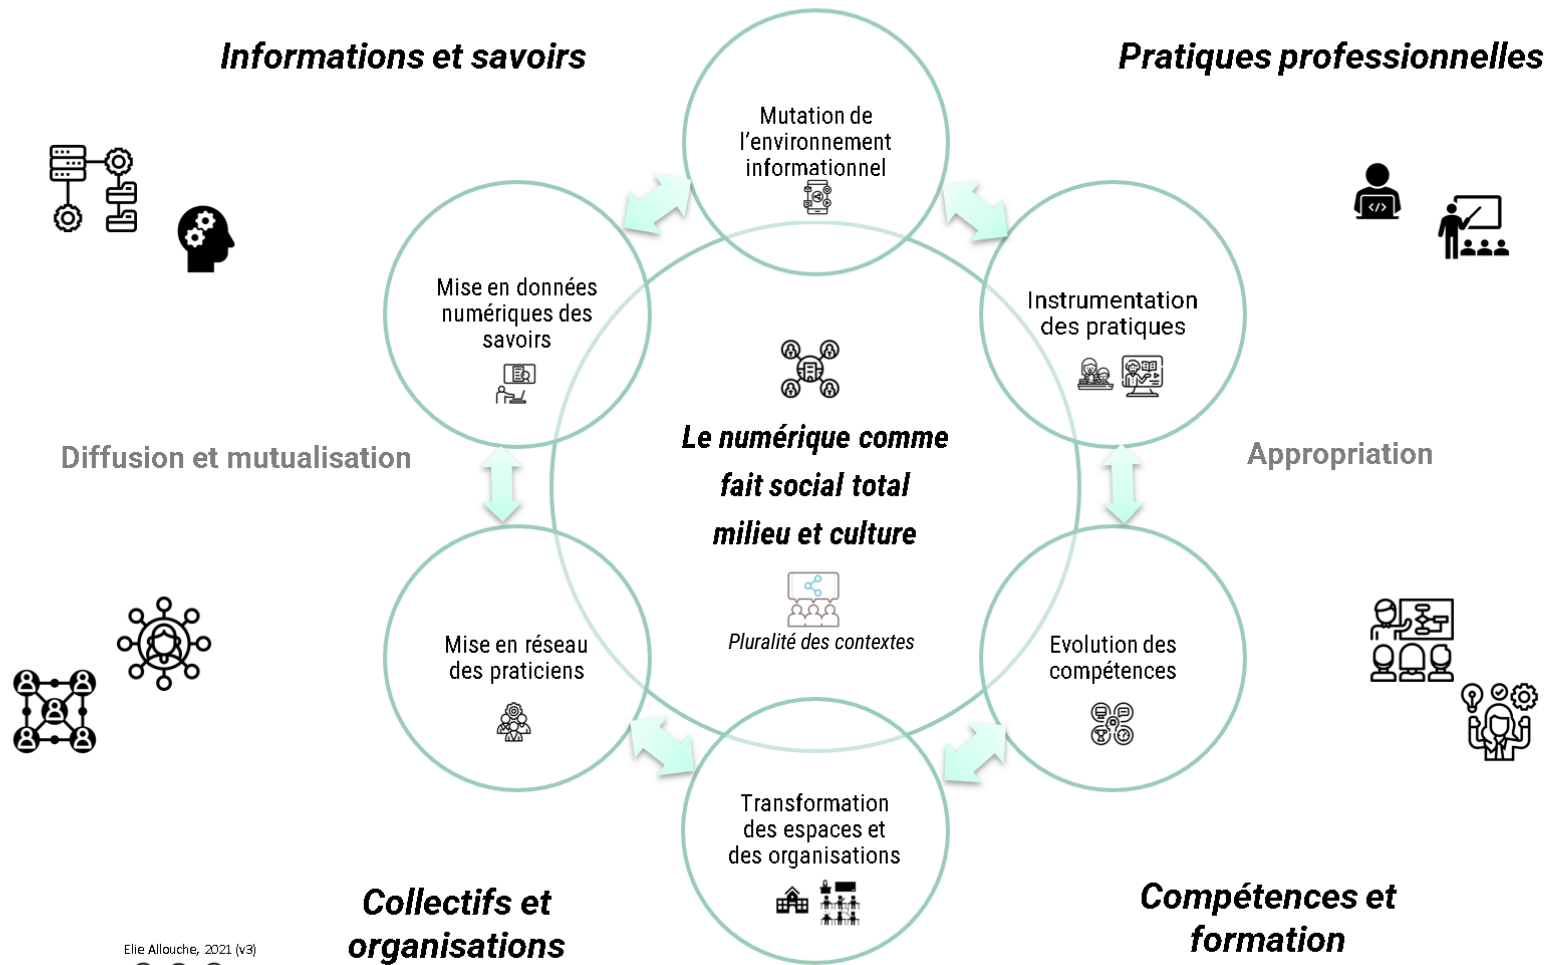 Informations et savoirs
Pratiques professionnelles
Mutation de
l'environnement
informationnel
Mise en données
numériques des
savoirs
Instrumentation
des pratiques
Le numérique comme
fait social total
milieu et culture
Diffusion et mutualisation
Appropriation
Pluralité des contextes
Mise en réseau
des praticiens
Evolution des
compétences
Transformation
des espaces et
des organisations
Collectifs et
organisations
Compétences et
formation
Elie Allouche, 2021 (v3)